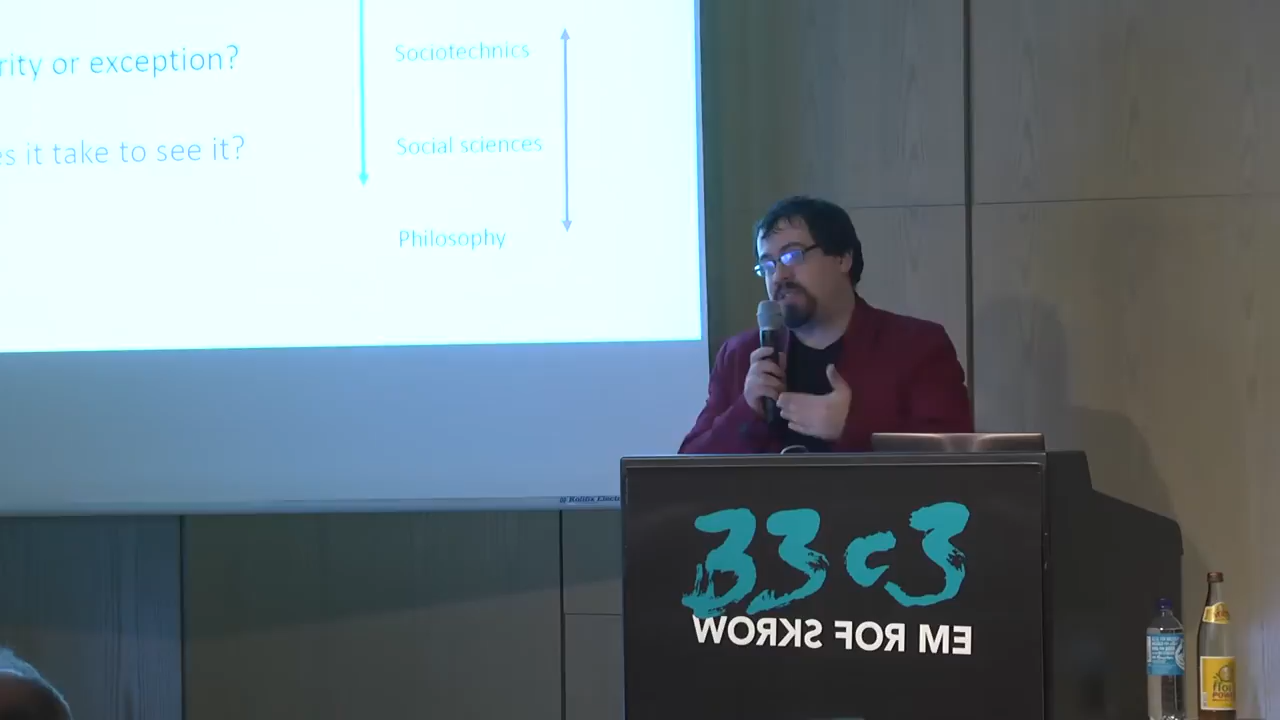 rity or exception?
Sociotechnics
es it take to see it?
Social sciences
Philosophy
33c3
WORKS FOR ME